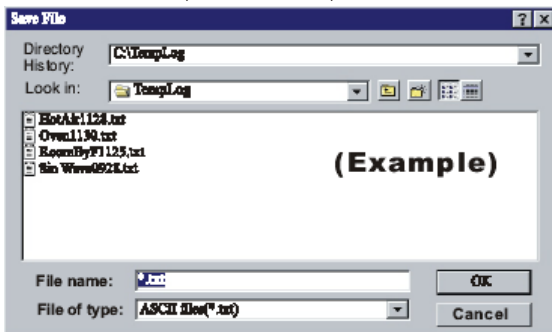 Save File
Directory History: C:\TempLog
Look in: TempLog
HotAir1128.txt
Oven1130.txt
RoomByF1125.txt
Sin Wave0928.txt
(Example)
File name: *.txt OK
File of type: ASCII files(*.txt) Cancel